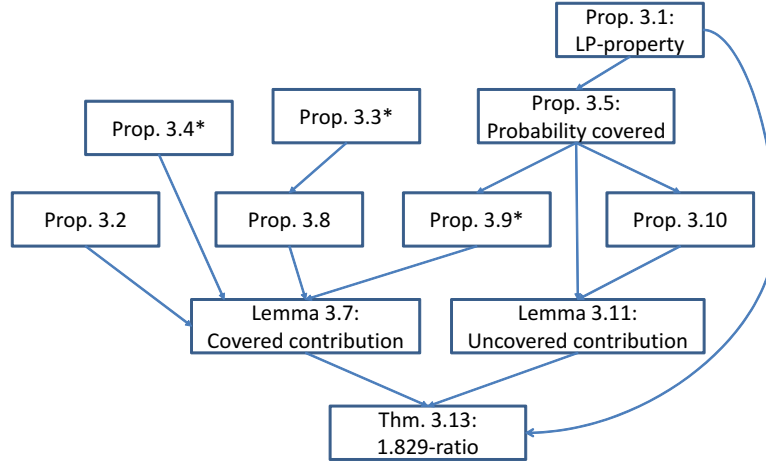 Prop. 3.1:
LP-property
Prop. 3.4*
Prop. 3.3*
Prop. 3.5:
Probability covered
Prop. 3.2
Prop. 3.8
Prop. 3.9*
Prop. 3.10
Lemma 3.7:
Covered contribution
Lemma 3.11:
Uncovered contribution
Thm. 3.13:
1.829-ratio